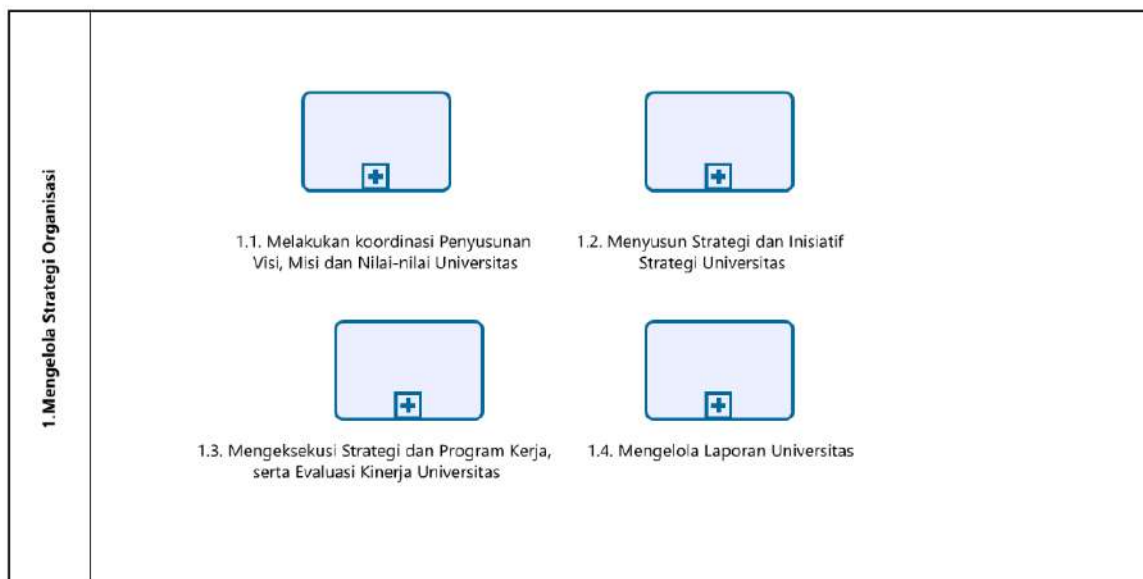 1.Mengelola Strategi Organisasi
1.1. Melakukan koordinasi Penyusunan
Visi, Misi dan Nilai-nilai Universitas
1.2. Menyusun Strategi dan Inisiatif
Strategi Universitas
1.3. Mengeksekusi Strategi dan Program Kerja,
serta Evaluasi Kinerja Universitas
1.4. Mengelola Laporan Universitas